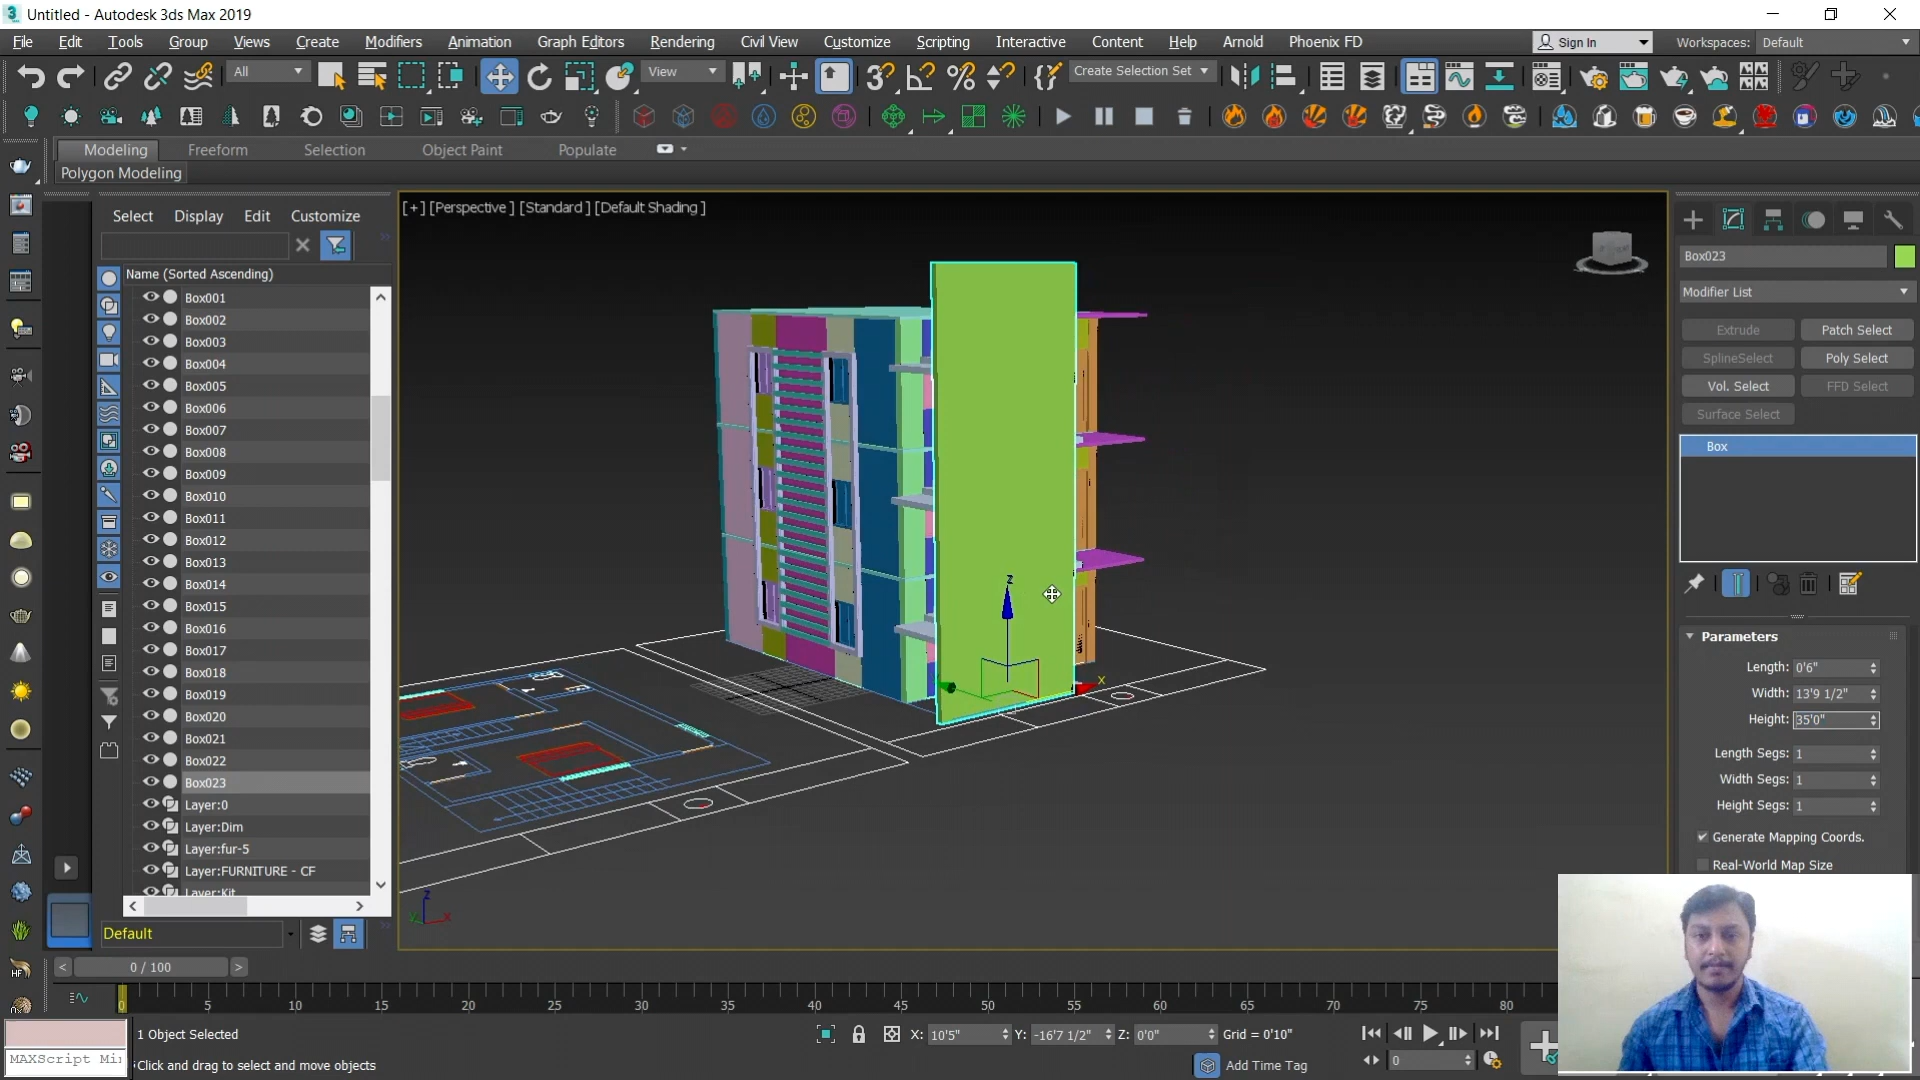 Untitled - Autodesk 3ds Max 2019
File Edit Tools Group Views Create Modifiers Animation Graph Editors Rendering Civil View Customize Scripting Interactive Content Help Arnold Phoenix FD
Sign In
Workspaces: Default
All
View
Create Selection Set
Modeling Freeform Selection Object Paint Populate
Polygon Modeling
Select Display Edit Customize
Name (Sorted Ascending)
Box001
Box002
Box003
Box004
Box005
Box006
Box007
Box008
Box009
Box010
Box011
Box012
Box013
Box014
Box015
Box016
Box017
Box018
Box019
Box020
Box021
Box022
Box023
Layer:0
Layer:Dim
Layer:fur-5
Layer:FURNITURE - CF
Layer:Kit
Default
[+] [Perspective ] [Standard ] [Default Shading ]
z
x
z
y
x
Box023
Modifier List
Extrude Patch Select
SplineSelect Poly Select
Vol. Select FFD Select
Surface Select
Box
Parameters
Length: 0'6"
Width: 13'9 1/2"
Height: 35'0"
Length Segs: 1
Width Segs: 1
Height Segs: 1
Generate Mapping Coords.
Real-World Map Size
< 0 / 100 >
0 5 10 15 20 25 30 35 40 45 50 55 60 65 70 75 80
1 Object Selected
X: 10'5" Y: -16'7 1/2" Z: 0'0" Grid = 0'10"
MAXScript Mi
Click and drag to select and move objects
Add Time Tag
0